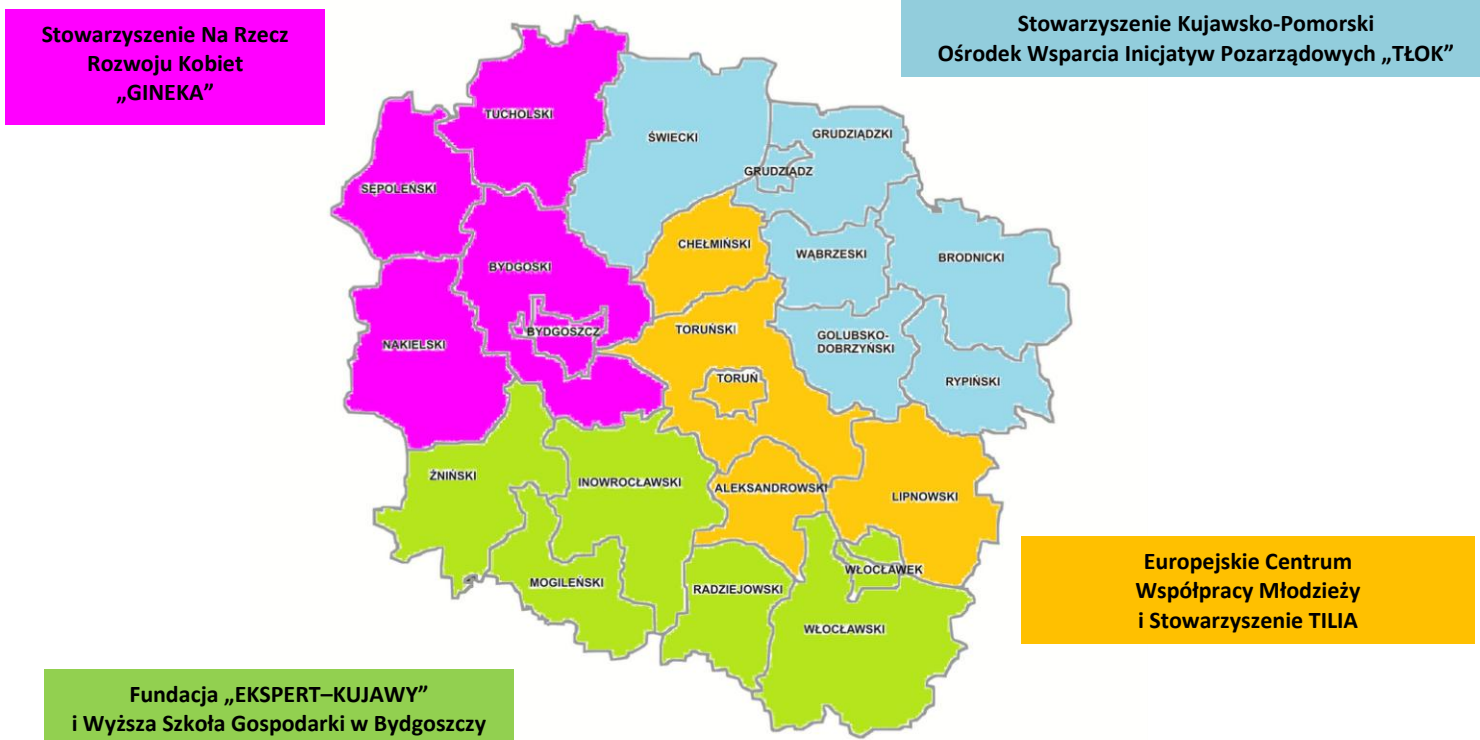 Stowarzyszenie Na Rzecz
Rozwoju Kobiet
„GINEKA”
Stowarzyszenie Kujawsko-Pomorski
Ośrodek Wsparcia Inicjatyw Pozarządowych „TŁOK”
TUCHOLSKI
ŚWIECKI
GRUDZIĄDZKI
GRUDZIĄDZ
SĘPOLEŃSKI
CHEŁMIŃSKI
WĄBRZESKI
BRODNICKI
BYDGOSKI
BYDGOSZCZ
TORUŃSKI
GOLUBSKO-
DOBRZYŃSKI
NAKIELSKI
TORUŃ
RYPIŃSKI
ŻNIŃSKI
INOWROCŁAWSKI
ALEKSANDROWSKI
LIPNOWSKI
MOGILEŃSKI
RADZIEJOWSKI
WŁOCŁAWEK
WŁOCŁAWSKI
Europejskie Centrum
Współpracy Młodzieży
i Stowarzyszenie TILIA
Fundacja „EKSPERT–KUJAWY”
i Wyższa Szkoła Gospodarki w Bydgoszczy